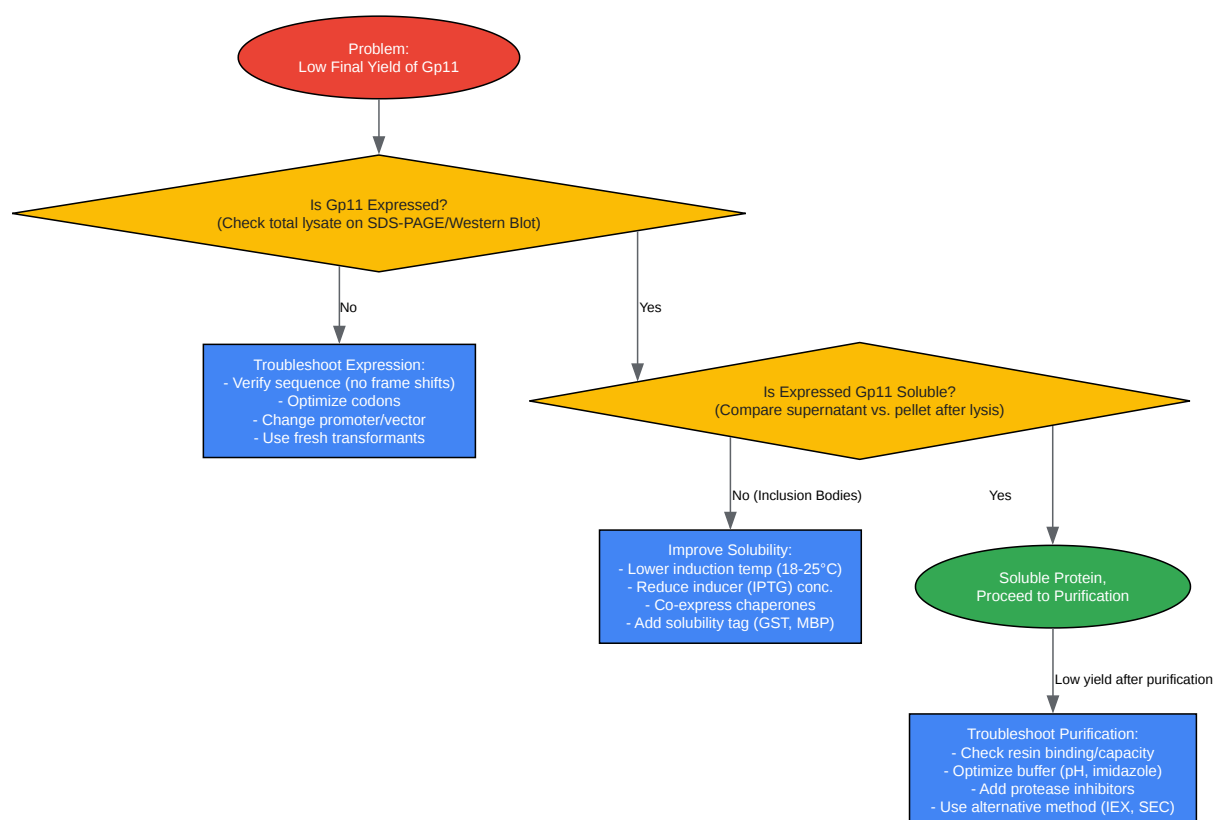 Problem:
Low Final Yield of Gp11
Is Gp11 Expressed?
(Check total lysate on SDS-PAGE/Western Blot)
No
Yes
Troubleshoot Expression:
- Verify sequence (no frame shifts)
- Optimize codons
- Change promoter/vector
- Use fresh transformants
Is Expressed Gp11 Soluble?
(Compare supernatant vs. pellet after lysis)
No (Inclusion Bodies)
Yes
Improve Solubility:
- Lower induction temp (18-25°C)
- Reduce inducer (IPTG) conc.
- Co-express chaperones
- Add solubility tag (GST, MBP)
Soluble Protein,
Proceed to Purification
Low yield after purification
Troubleshoot Purification:
- Check resin binding/capacity
- Optimize buffer (pH, imidazole)
- Add protease inhibitors
- Use alternative method (IEX, SEC)